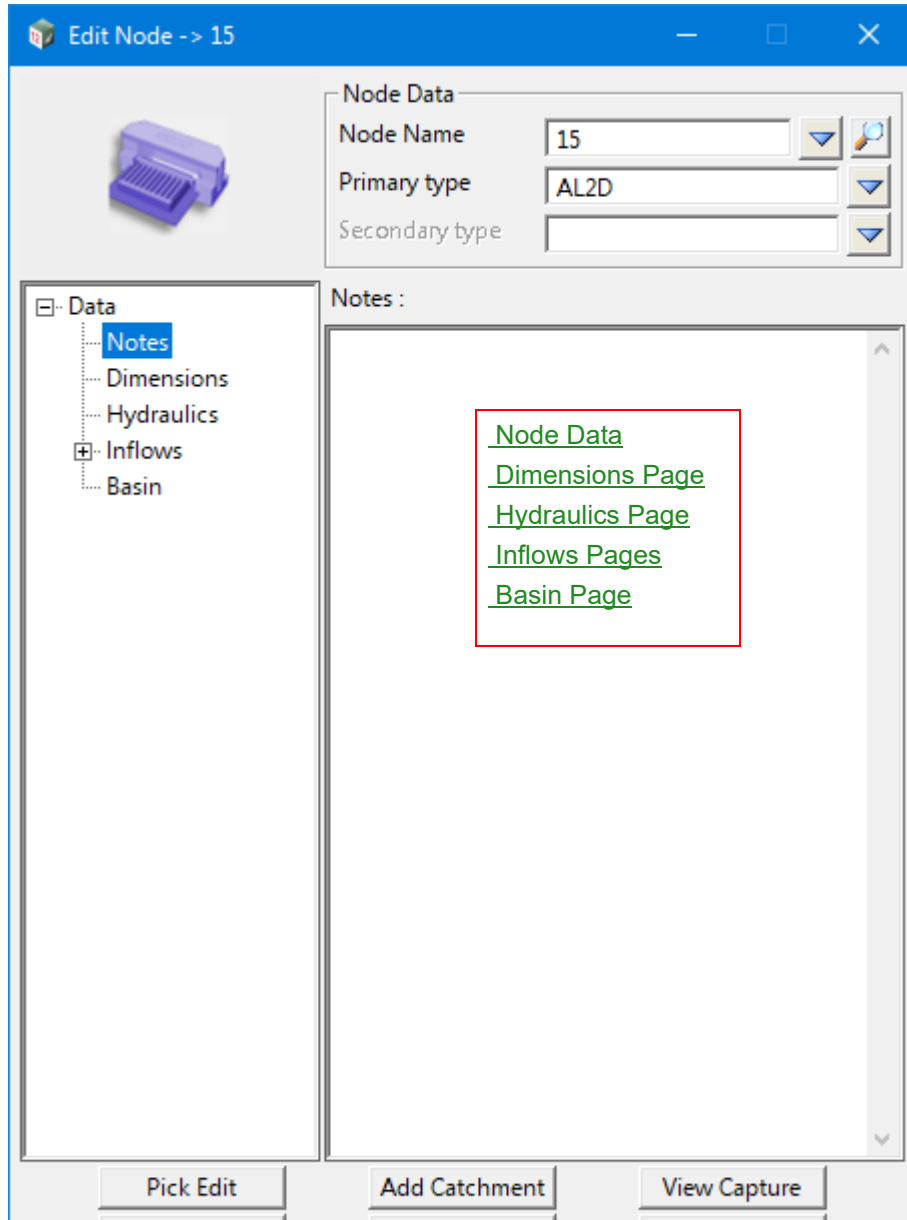 Edit Node -> 15
Node Data
Node Name 15
Primary type AL2D
Secondary type
Data
Notes
Dimensions
Hydraulics
Inflows
Basin
Notes :
Node Data
Dimensions Page
Hydraulics Page
Inflows Pages
Basin Page
Pick Edit Add Catchment View Capture